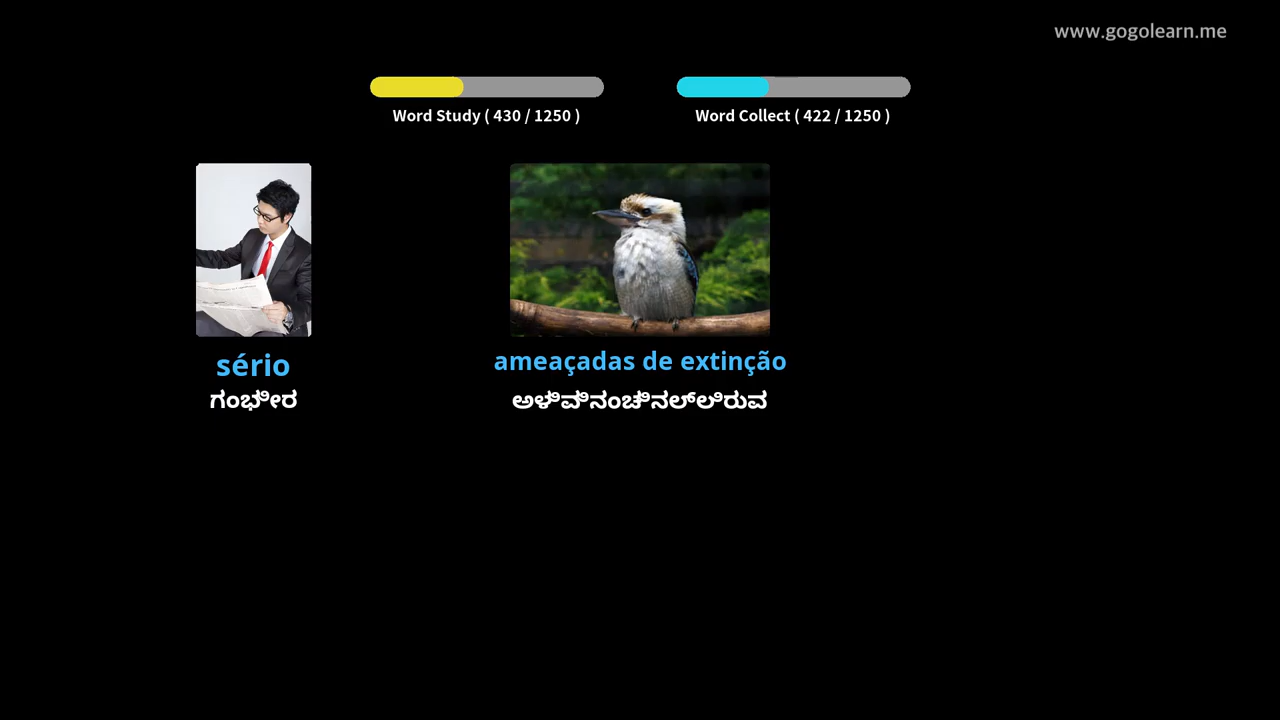 www.gogolearn.me
Word Study ( 430 / 1250 )
Word Collect ( 422 / 1250 )
sério
ಗಂಭೀರ
ameaçadas de extinção
ಅಳಿವಿನಂಚಿನಲ್ಲಿರುವ